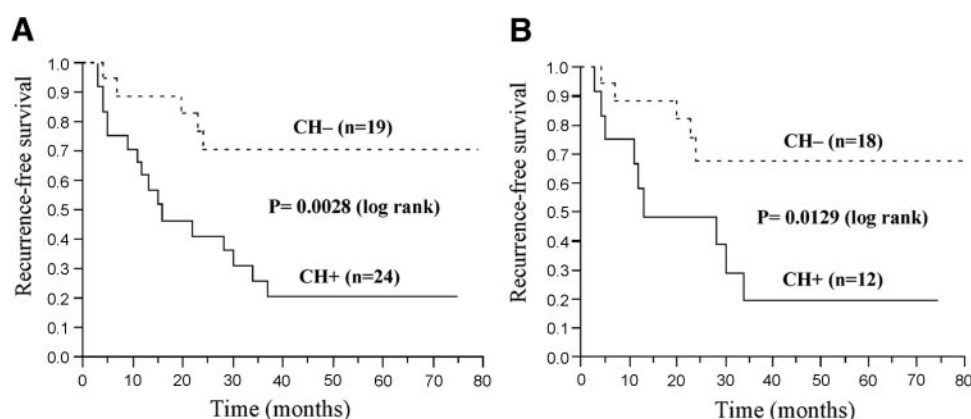 A
Recurrence-free survival
1.0
0.9
0.8
0.7
0.6
0.5
0.4
0.3
0.2
0.1
0.0
CH− (n=19)
P= 0.0028 (log rank)
CH+ (n=24)
0 10 20 30 40 50 60 70 80
Time (months)
B
Recurrence-free survival
1.0
0.9
0.8
0.7
0.6
0.5
0.4
0.3
0.2
0.1
0.0
CH− (n=18)
P= 0.0129 (log rank)
CH+ (n=12)
0 10 20 30 40 50 60 70 80
Time (months)